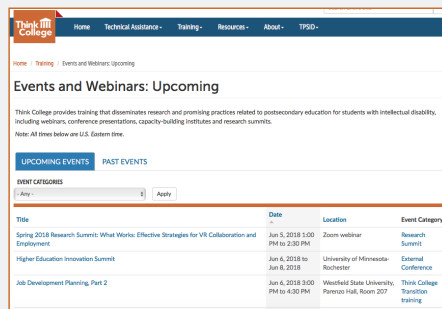 Think
College
Home Technical Assistance Training Resources About TPSID
Home / Training / Events and Webinars: Upcoming
Events and Webinars: Upcoming
Think College provides training that disseminates research and promising practices related to postsecondary education for students with intellectual disability,
including webinars, conference presentations, capacity-building institutes and research summits.
Note: All times below are U.S. Eastern time.
UPCOMING EVENTS PAST EVENTS
EVENT CATEGORIES
- Any - Apply
Title Date Location Event Category
Spring 2018 Research Summit: What Works: Effective Strategies for VR Collaboration and Jun 5, 2018 1:00 Zoom webinar Research
Employment PM to 2:30 PM Summit
Higher Education Innovation Summit Jun 6, 2018 to University of Minnesota- External
Jun 8, 2018 Rochester Conference
Job Development Planning, Part 2 Jun 6, 2018 3:00 Westfield State University, Think College
PM to 4:30 PM Parenzo Hall, Room 207 Transition
training